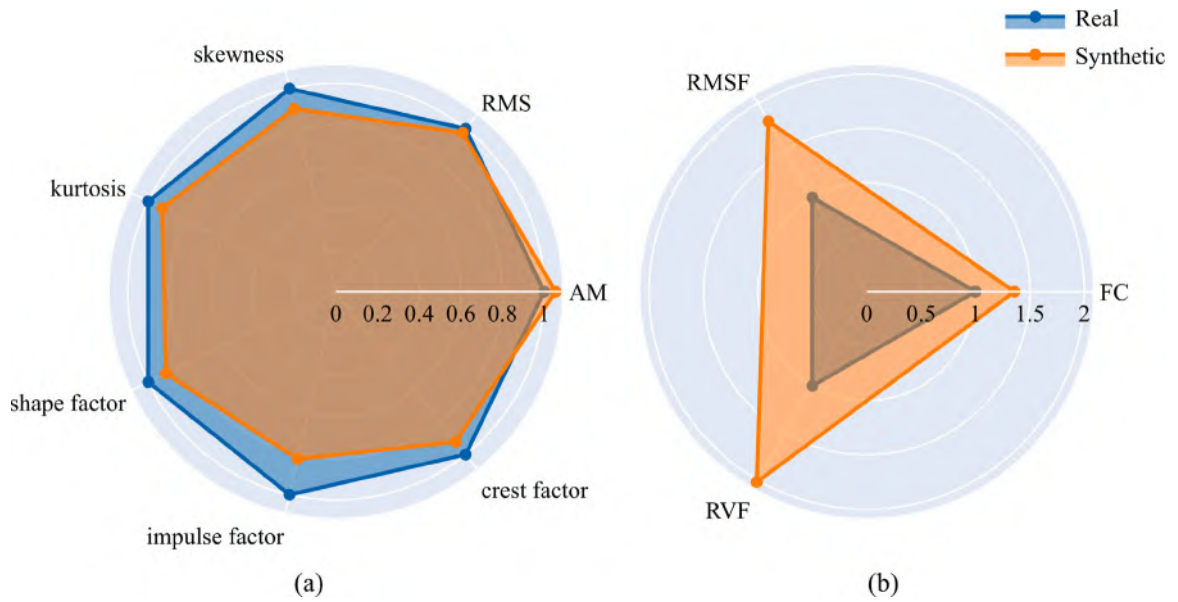 Real
Synthetic
skewness
RMS
kurtosis
AM
0 0.2 0.4 0.6 0.8 1
shape factor
crest factor
impulse factor
(a)
RMSF
FC
0 0.5 1 1.5 2
RVF
(b)